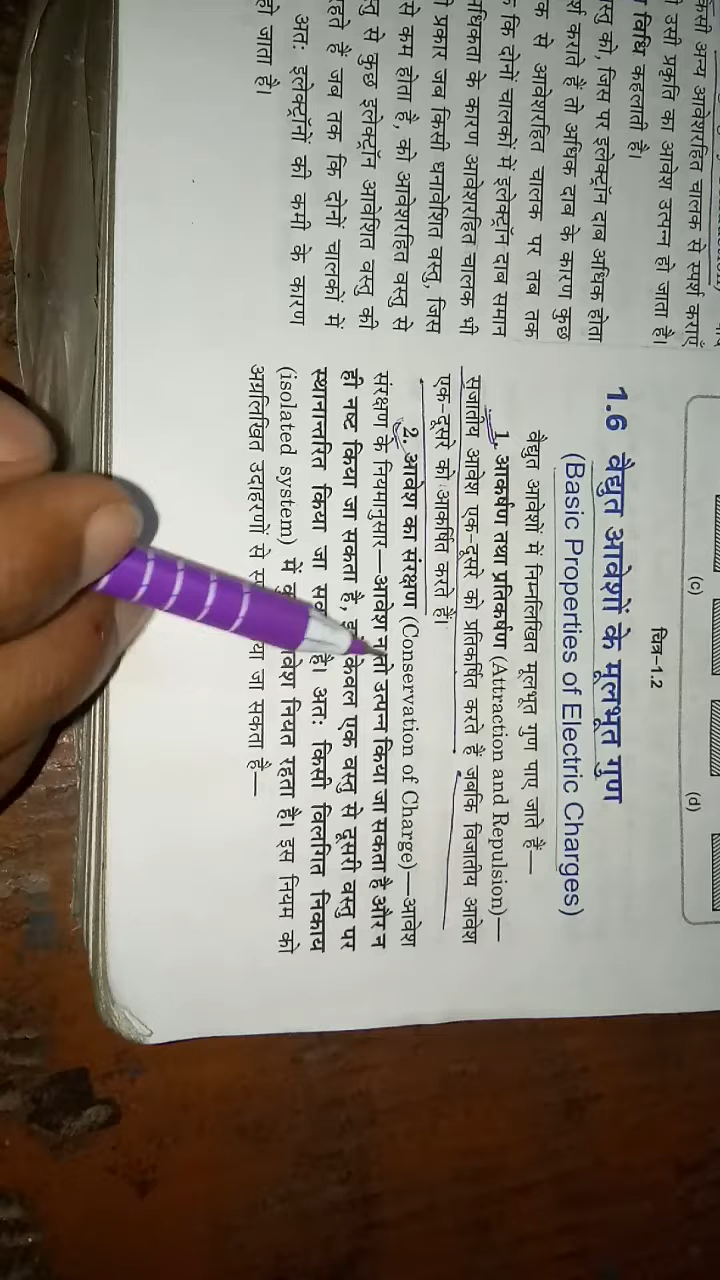 किसी अन्य आवेशरहित चालक से स्पर्श कराएँ
उसी प्रकृति का आवेश उत्पन्न हो जाता है।
विधि कहलाती है।
को, जिस पर इलेक्ट्रॉन दाब अधिक होता
कराते हैं तो अधिक दाब के कारण कुछ
से आवेशरहित चालक पर तब तक
कि दोनों चालकों में इलेक्ट्रॉन दाब समान
के कारण आवेशरहित चालक भी
प्रकार जब किसी धनावेशित वस्तु, जिस
से कम होता है, को आवेशरहित वस्तु से
से कुछ इलेक्ट्रॉन आवेशित वस्तु की
हैं जब तक कि दोनों चालकों में
अतः इलेक्ट्रॉनों की कमी के कारण
हो जाता है।
(c)
(d)
चित्र–1.2
1.6 वैद्युत आवेशों के मूलभूत गुण
(Basic Properties of Electric Charges)
वैद्युत आवेशों में निम्नलिखित मूलभूत गुण पाए जाते हैं—
1. आकर्षण तथा प्रतिकर्षण (Attraction and Repulsion)—
सजातीय आवेश एक-दूसरे को प्रतिकर्षित करते हैं जबकि विजातीय आवेश
एक-दूसरे को आकर्षित करते हैं।
2. आवेश का संरक्षण (Conservation of Charge)—आवेश
संरक्षण के नियमानुसार—आवेश न तो उत्पन्न किया जा सकता है और न
ही नष्ट किया जा सकता है, केवल एक वस्तु से दूसरी वस्तु पर
स्थानान्तरित किया जा है। अतः किसी विलगित निकाय
(isolated system) में नियत रहता है। इस नियम को
अग्रलिखित उदाहरणों से जा सकता है—